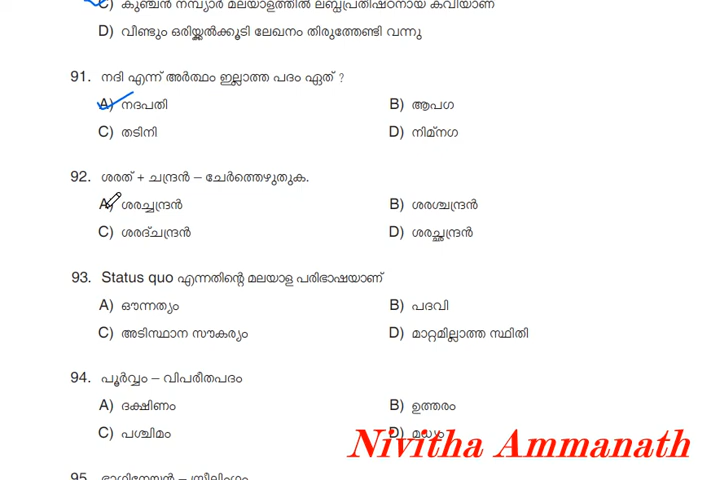 C) കുഞ്ചൻ നമ്പ്യാർ മലയാളത്തിൽ ലബ്ധപ്രതിഷ്ഠനായ കവിയാണ്
D) വീണ്ടും ഒരിയ്ക്കൽക്കൂടി ലേഖനം തിരുത്തേണ്ടി വന്നു
91. നദി എന്ന് അർത്ഥം ഇല്ലാത്ത പദം ഏത് ?
A) നദപതി B) ആപഗ
C) തടിനി D) നിമ്നഗ
92. ശരത് + ചന്ദ്രൻ – ചേർത്തെഴുതുക.
A) ശരച്ചന്ദ്രൻ B) ശരശ്ചന്ദ്രൻ
C) ശരദ്ചന്ദ്രൻ D) ശരച്ഛന്ദ്രൻ
93. Status quo എന്നതിന്റെ മലയാള പരിഭാഷയാണ്
A) ഔന്നത്യം B) പദവി
C) അടിസ്ഥാന സൗകര്യം D) മാറ്റമില്ലാത്ത സ്ഥിതി
94. പൂർവ്വം – വിപരീതപദം
A) ദക്ഷിണം B) ഉത്തരം
C) പശ്ചിമം D) മധ്യം
Nivitha Ammanath
95. ഭാഗിനേയൻ – സ്ത്രീലിംഗം